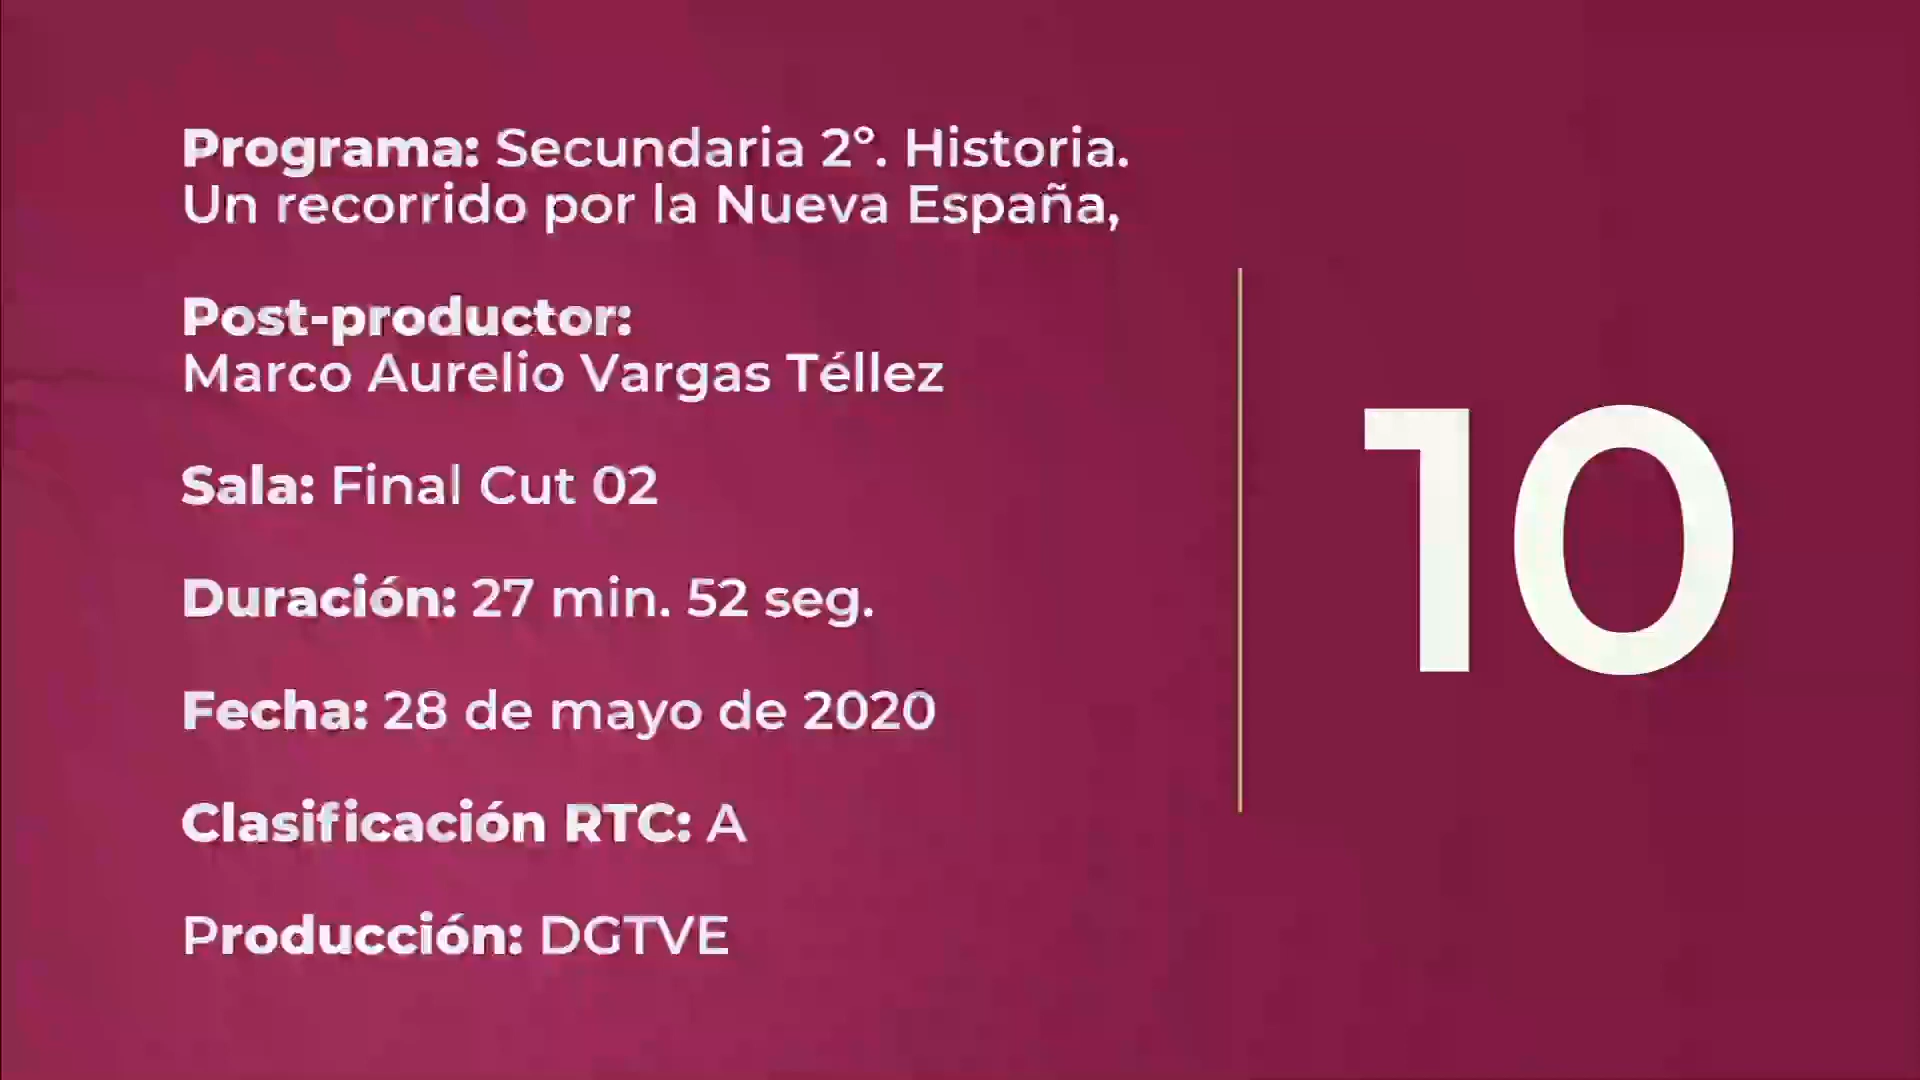 Programa: Secundaria 2º. Historia.
Un recorrido por la Nueva España,
Post-productor:
Marco Aurelio Vargas Téllez
Sala: Final Cut 02
Duración: 27 min. 52 seg.
Fecha: 28 de mayo de 2020
Clasificación RTC: A
Producción: DGTVE
10